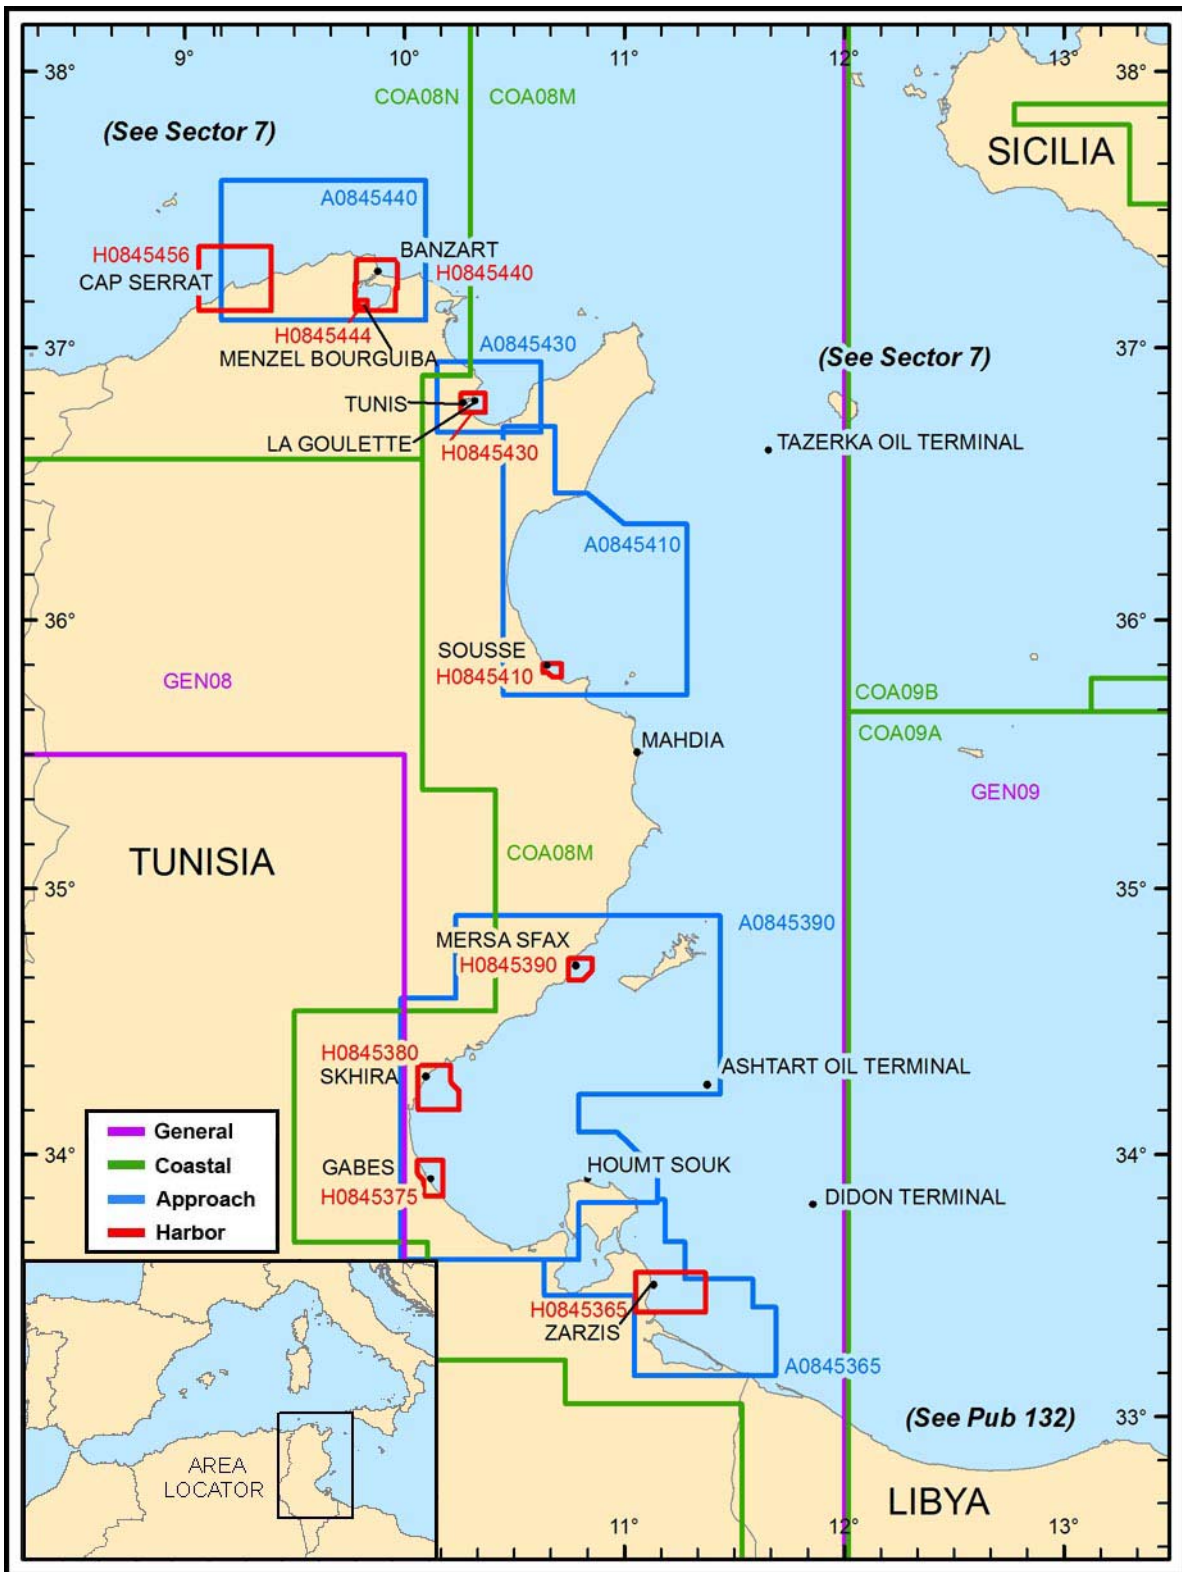 9°
10°
11°
12°
13°
38°
38°
COA08N
COA08M
(See Sector 7)
SICILIA
A0845440
H0845456
BANZART
CAP SERRAT
H0845440
H0845444
37°
37°
MENZEL BOURGUIBA
A0845430
(See Sector 7)
TUNIS
LA GOULETTE
H0845430
TAZERKA OIL TERMINAL
A0845410
36°
36°
SOUSSE
H0845410
GEN08
COA09B
COA09A
MAHDIA
GEN09
TUNISIA
COA08M
35°
35°
A0845390
MERSA SFAX
H0845390
H0845380
SKHIRA
ASHTART OIL TERMINAL
General
Coastal
Approach
Harbor
34°
34°
GABES
H0845375
HOUMT SOUK
DIDON TERMINAL
H0845365
ZARZIS
A0845365
33°
(See Pub 132)
AREA
LOCATOR
LIBYA
11°
12°
13°